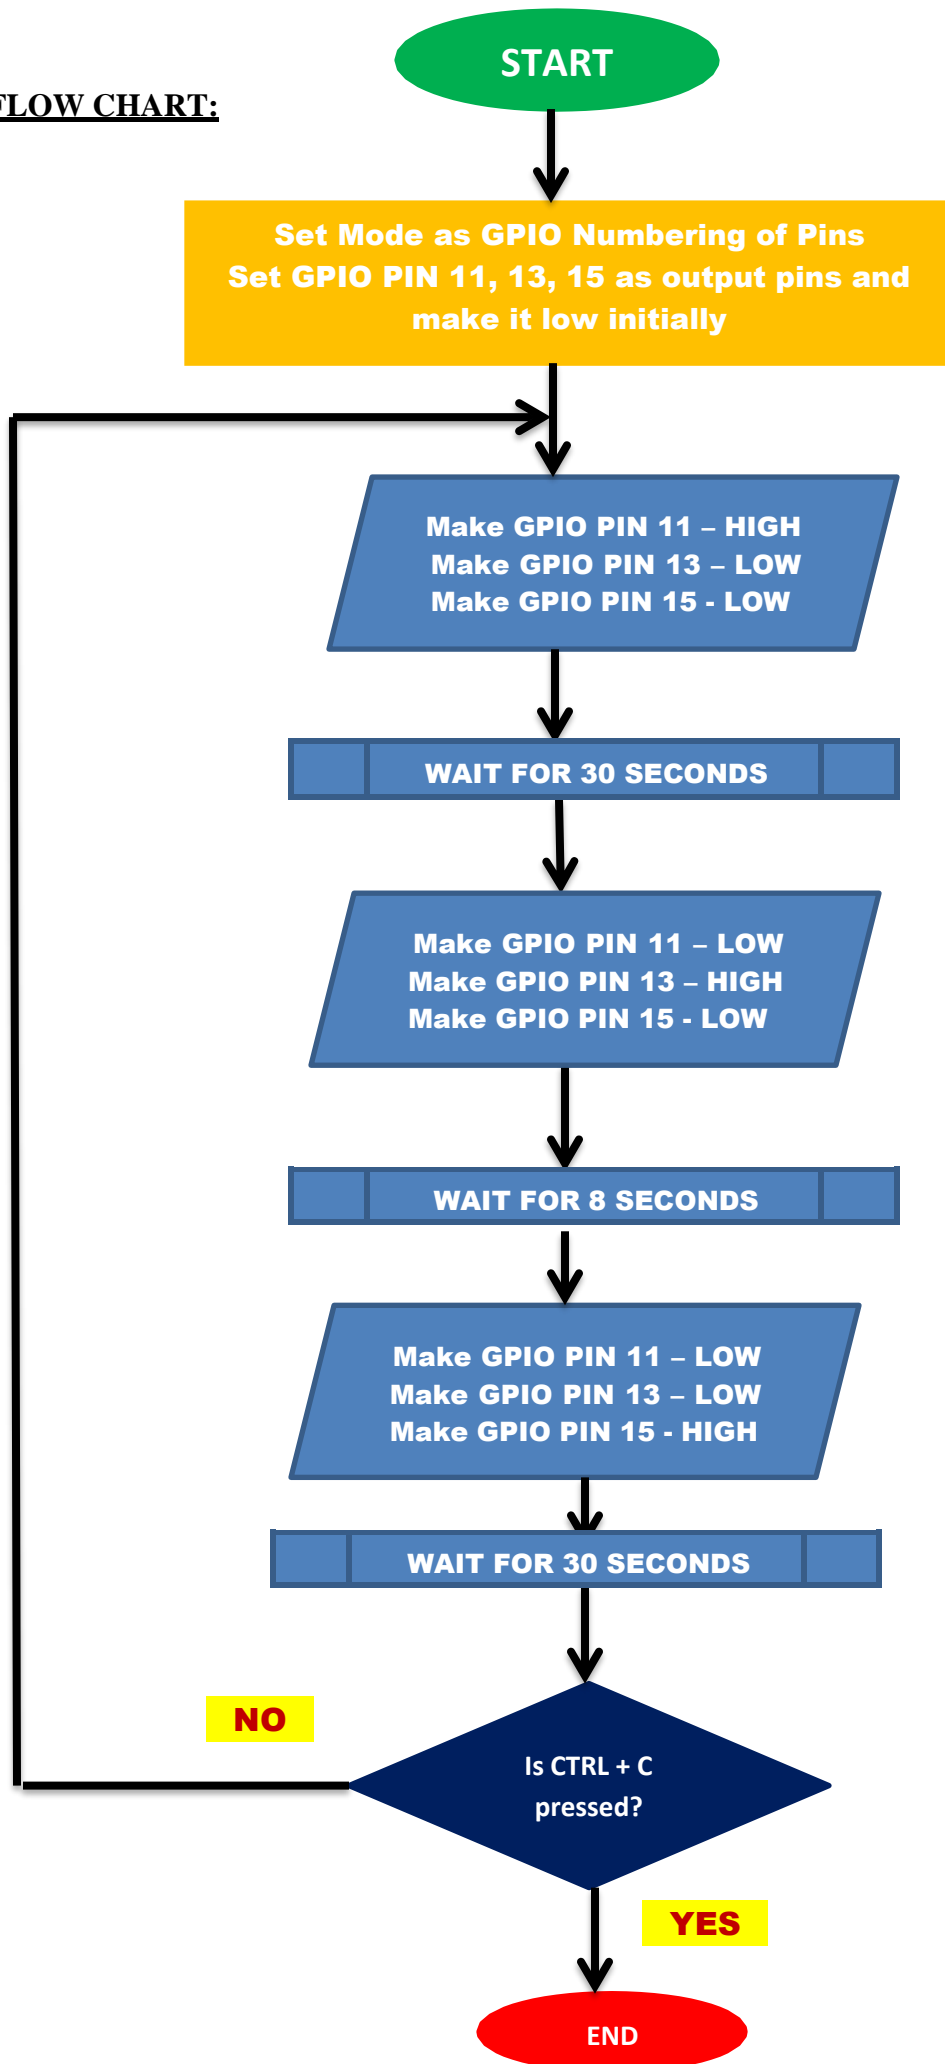 START
FLOW CHART:
Set Mode as GPIO Numbering of Pins
Set GPIO PIN 11, 13, 15 as output pins and
make it low initially
Make GPIO PIN 11 – HIGH
Make GPIO PIN 13 – LOW
Make GPIO PIN 15 - LOW
WAIT FOR 30 SECONDS
Make GPIO PIN 11 – LOW
Make GPIO PIN 13 – HIGH
Make GPIO PIN 15 - LOW
WAIT FOR 8 SECONDS
Make GPIO PIN 11 – LOW
Make GPIO PIN 13 – LOW
Make GPIO PIN 15 - HIGH
WAIT FOR 30 SECONDS
NO
Is CTRL + C
pressed?
YES
END